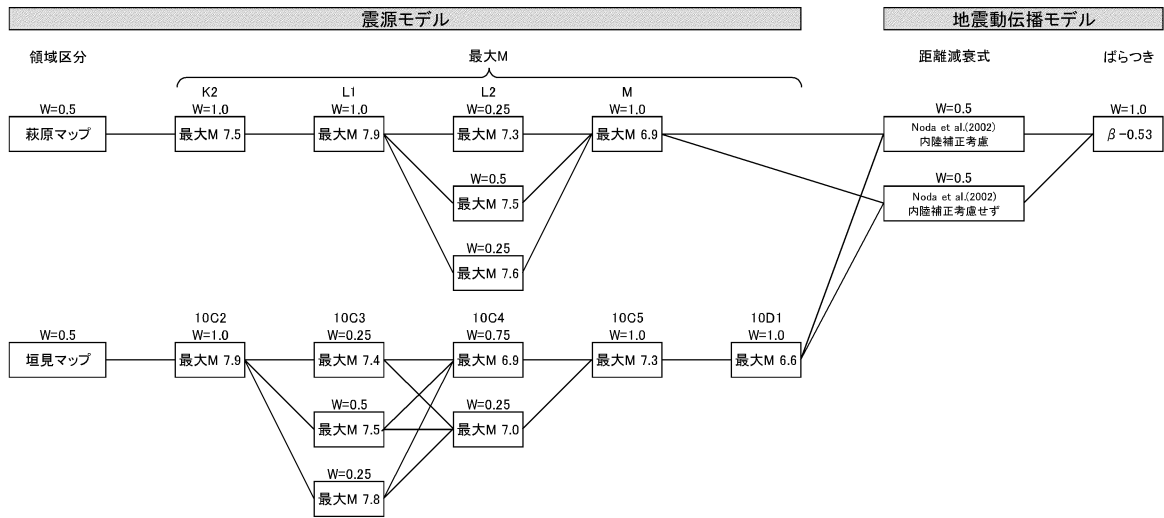 震源モデル
地震動伝播モデル
領域区分
最大M
距離減衰式
ばらつき
K2
L1
L2
M
W=0.5
W=1.0
W=1.0
W=0.25
W=1.0
W=0.5
W=1.0
萩原マップ
最大M 7.5
最大M 7.9
最大M 7.3
最大M 6.9
Noda et al.(2002)
内陸補正考慮
β-0.53
W=0.5
W=0.5
最大M 7.5
Noda et al.(2002)
内陸補正考慮せず
W=0.25
最大M 7.6
10C2
10C3
10C4
10C5
10D1
W=0.5
W=1.0
W=0.25
W=0.75
W=1.0
W=1.0
垣見マップ
最大M 7.9
最大M 7.4
最大M 6.9
最大M 7.3
最大M 6.6
W=0.5
W=0.25
最大M 7.5
最大M 7.0
W=0.25
最大M 7.8